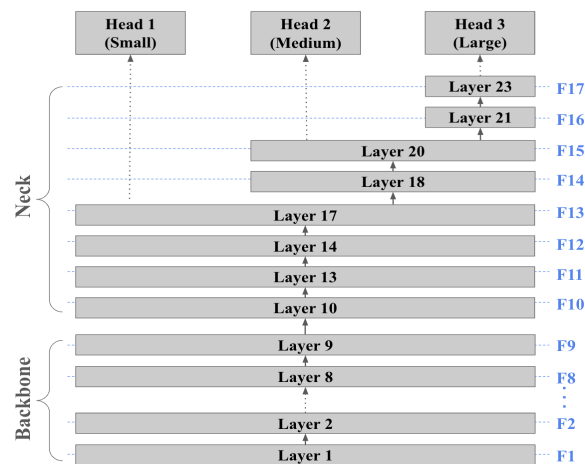 Head 1
(Small)
Head 2
(Medium)
Head 3
(Large)
Layer 23
F17
Layer 21
F16
Layer 20
F15
Layer 18
F14
Neck
Layer 17
F13
Layer 14
F12
Layer 13
F11
Layer 10
F10
Backbone
Layer 9
F9
Layer 8
F8
Layer 2
F2
Layer 1
F1